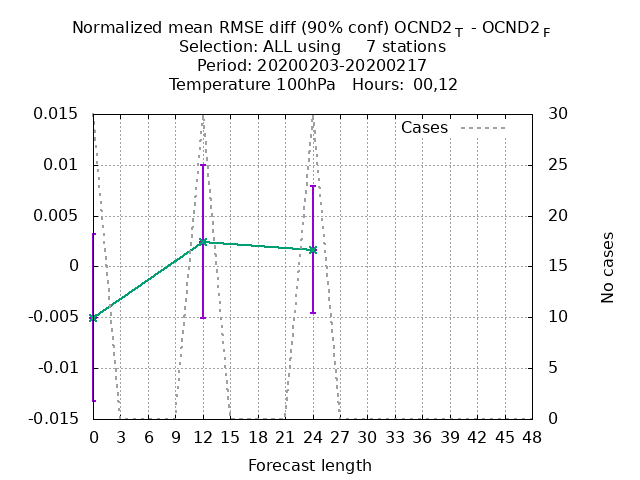 Normalized mean RMSE diff (90% conf) OCND2 T - OCND2 F
Selection: ALL using 7 stations
Period: 20200203-20200217
Temperature 100hPa Hours: 00,12
Cases
0.015
0.01
0.005
0
-0.005
-0.01
-0.015
30
25
20
15
10
5
0
No cases
0 3 6 9 12 15 18 21 24 27 30 33 36 39 42 45 48
Forecast length